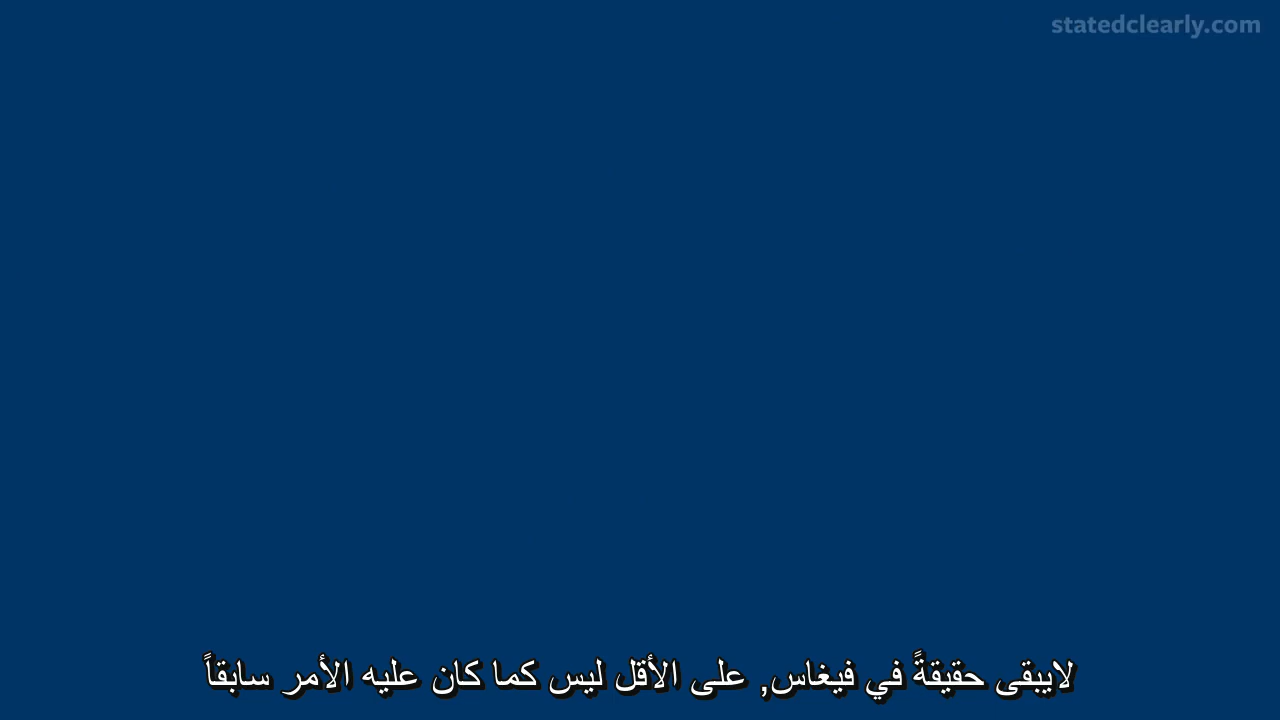 statedclearly.com
لايبقى حقيقةً في فيغاس, على الأقل ليس كما كان عليه الأمر سابقاً